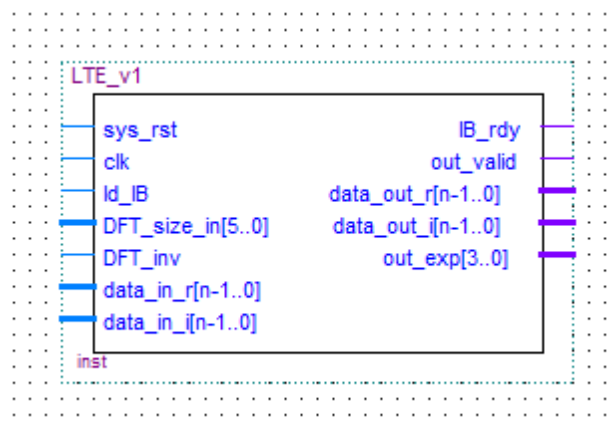 LTE_v1
sys_rst IB_rdy
clk out_valid
ld_IB data_out_r[n-1..0]
DFT_size_in[5..0] data_out_i[n-1..0]
DFT_inv out_exp[3..0]
data_in_r[n-1..0]
data_in_i[n-1..0]
inst